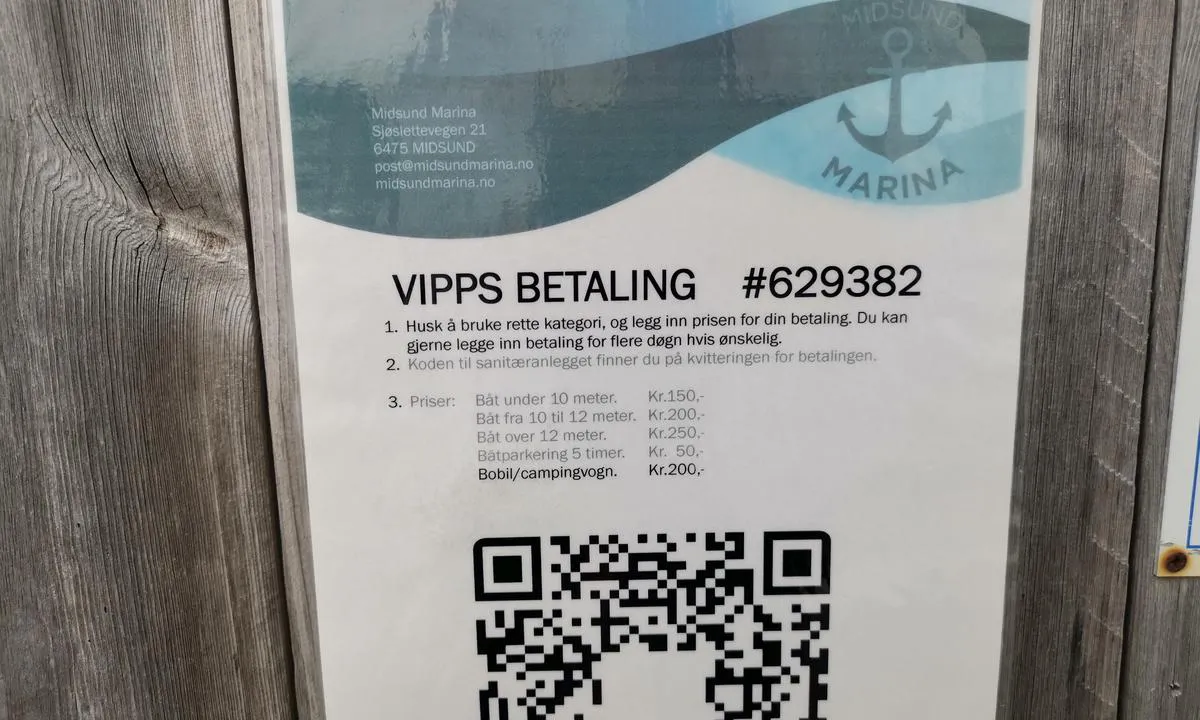 MIDSUND
MARINA
Midsund Marina
Sjøslettevegen 21
6475 MIDSUND
post@midsundmarina.no
midsundmarina.no
VIPPS BETALING #629382
1. Husk å bruke rette kategori, og legg inn prisen for din betaling. Du kan
gjerne legge inn betaling for flere døgn hvis ønskelig.
2. Koden til sanitæranlegget finner du på kvitteringen for betalingen.
3. Priser: Båt under 10 meter. Kr.150,-
Båt fra 10 til 12 meter. Kr.200,-
Båt over 12 meter. Kr.250,-
Båtparkering 5 timer. Kr. 50,-
Bobil/campingvogn. Kr.200,-